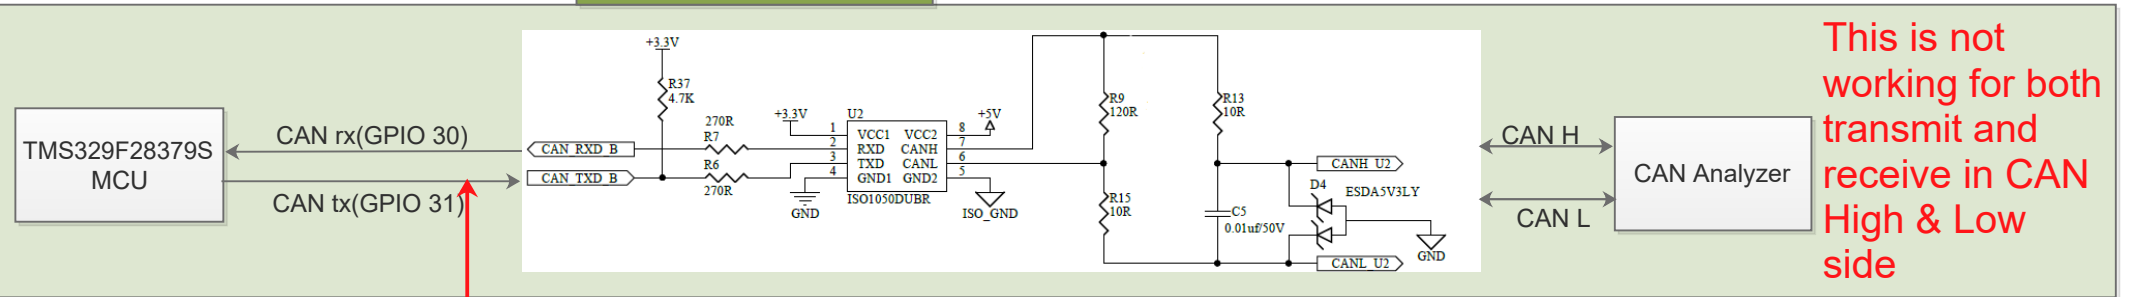 TMS329F28379S
MCU
CAN rx(GPIO 30)
CAN tx(GPIO 31)
+3.3V
R37
4.7K
270R
R7
R6
270R
CAN_RXD_B
CAN_TXD_B
+3.3V
U2
1 VCC1 VCC2 8
2 RXD CANH 7
3 TXD CANL 6
4 GND1 GND2 5
ISO1050DUBR
+5V
GND
ISO_GND
R9
120R
R13
10R
R15
10R
C5
0.01uf/50V
CANH_U2
D4
ESDA5V3LY
GND
CANL_U2
CAN H
CAN L
CAN Analyzer
This is not
working for both
transmit and
receive in CAN
High & Low
side